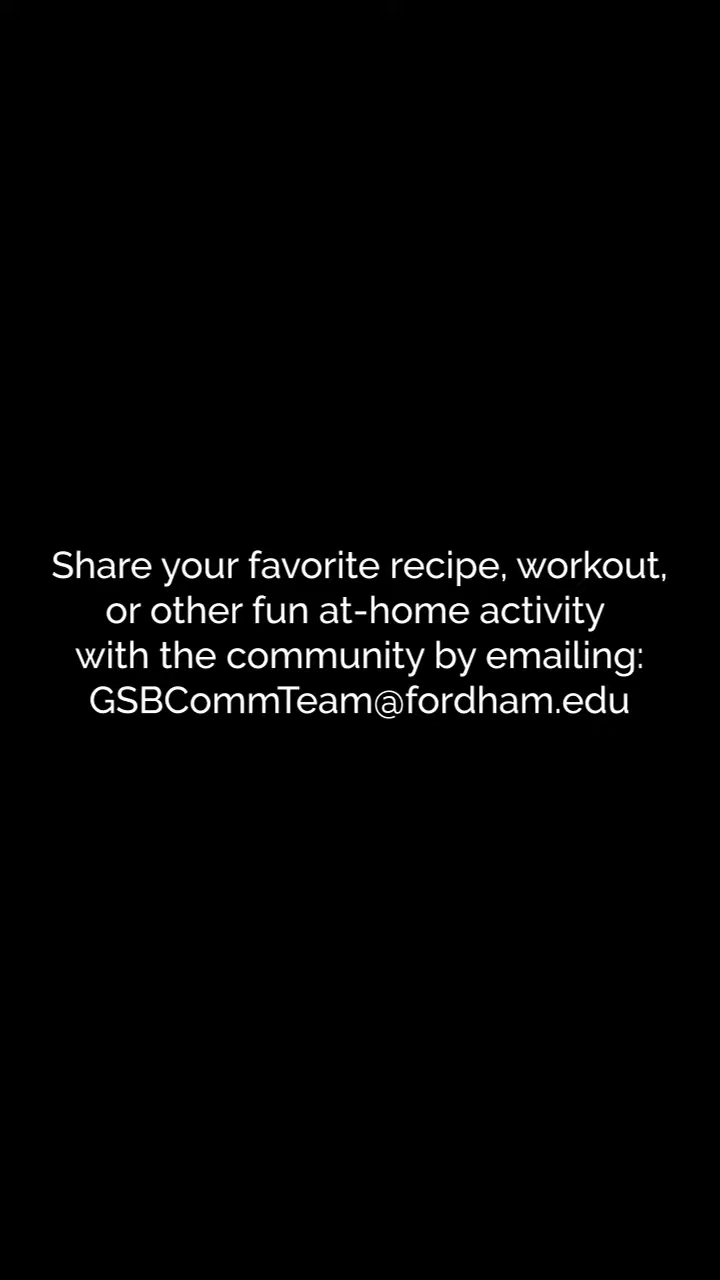 Share your favorite recipe, workout,
or other fun at-home activity
with the community by emailing:
GSBCommTeam@fordham.edu